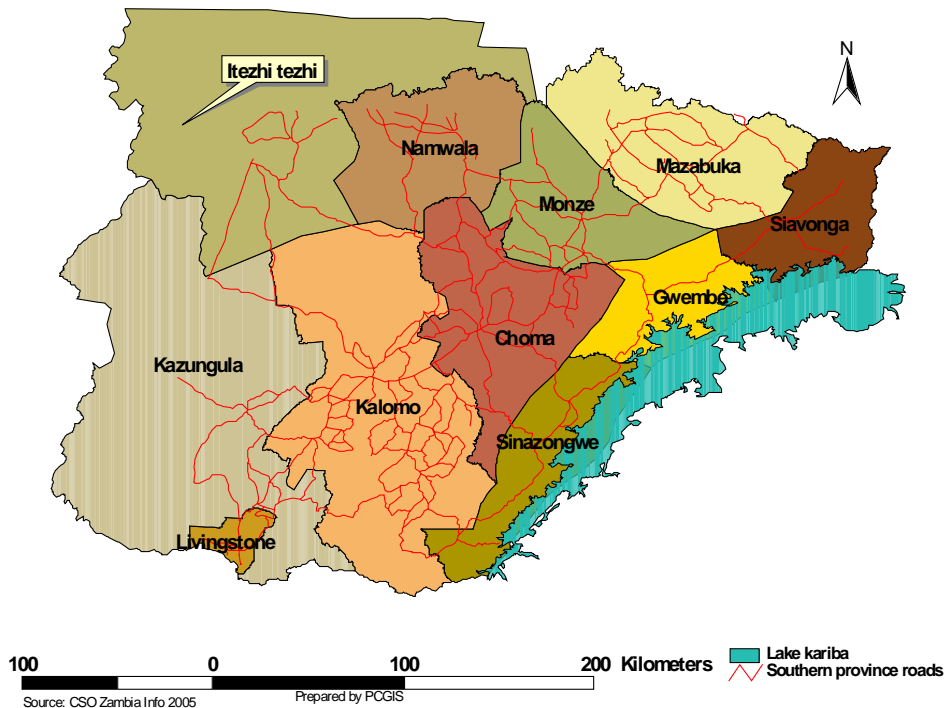 N
Itezhi tezhi
Namwala
Mazabuka
Monze
Siavonga
Gwembe
Choma
Kazungula
Kalomo
Sinazongwe
Livingstone
100 0 100 200 Kilometers
Lake kariba
Southern province roads
Source: CSO Zambia Info 2005
Prepared by PCGIS